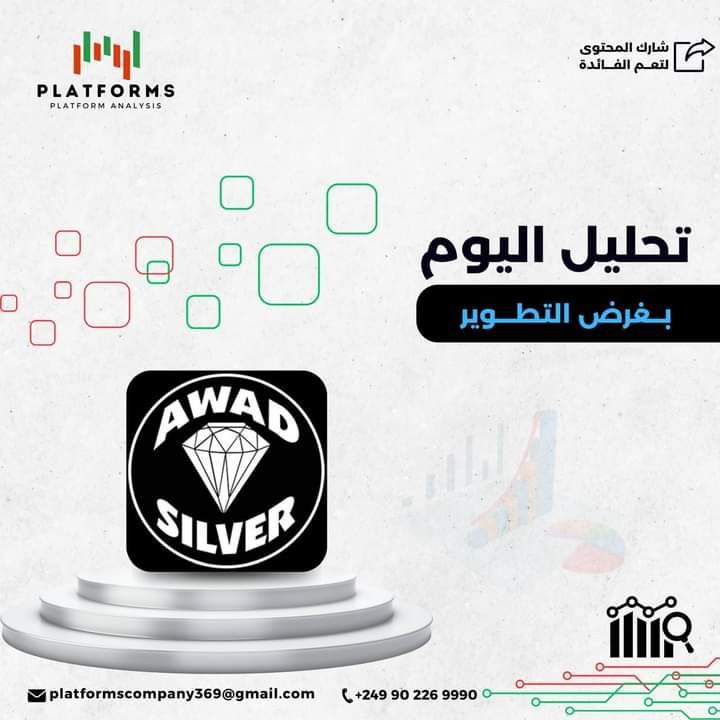 PLATFORMS
PLATFORM ANALYSIS
شارك المحتوى
لتعـم الفـائدة
تحليل اليوم
بـغرض التطـوير
AWAD
SILVER
platformscompany369@gmail.com
+249 90 226 9990